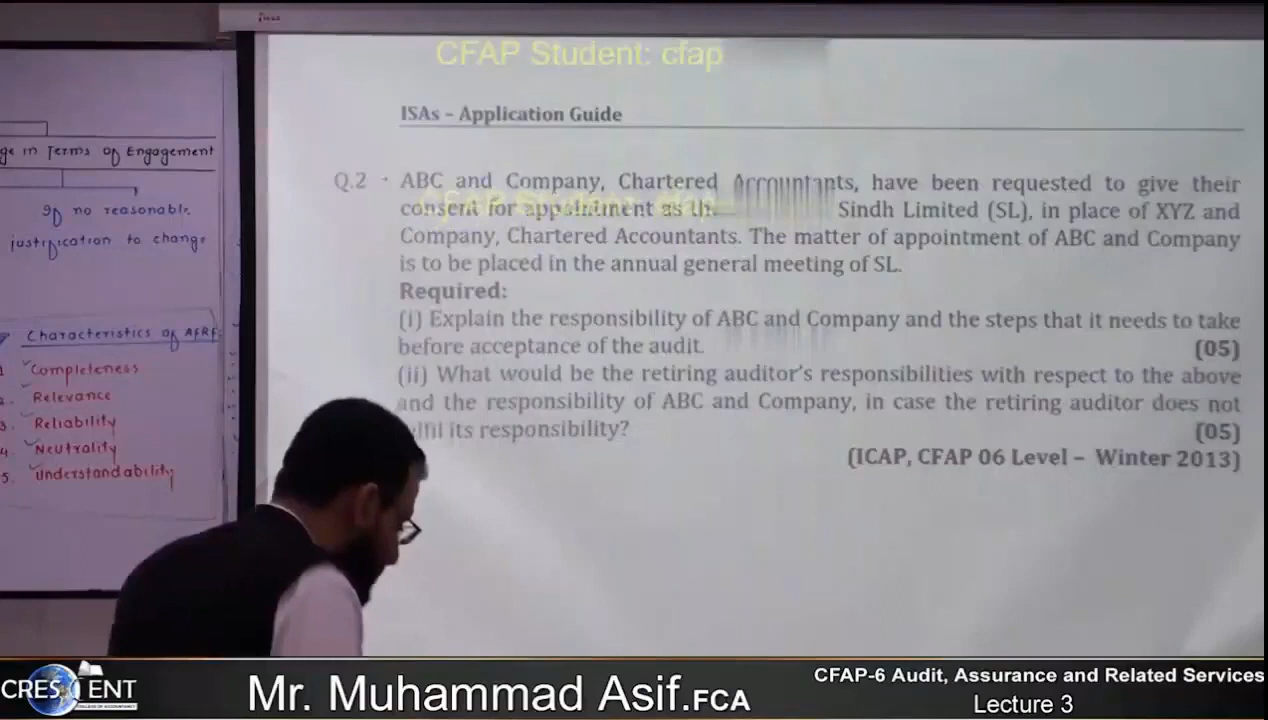 CFAP Student: cfap
ISAs – Application Guide
Q.2 · ABC and Company, Chartered Accountants, have been requested to give their
consent for appointment as Sindh Limited (SL), in place of XYZ and
Company, Chartered Accountants. The matter of appointment of ABC and Company
is to be placed in the annual general meeting of SL.
Required:
(i) Explain the responsibility of ABC and Company and the steps that it needs to take
before acceptance of the audit. (05)
(ii) What would be the retiring auditor's responsibilities with respect to the above
and the responsibility of ABC and Company, in case the retiring auditor does not
its responsibility? (05)
(ICAP, CFAP 06 Level – Winter 2013)
in Terms of Engagement
If no reasonable
justification to change
Characteristics of AFRF
1 Completeness
2. Relevance
3. Reliability
4. Neutrality
5. Understandability
CRESCENT
Mr. Muhammad Asif.FCA
CFAP-6 Audit, Assurance and Related Services
Lecture 3